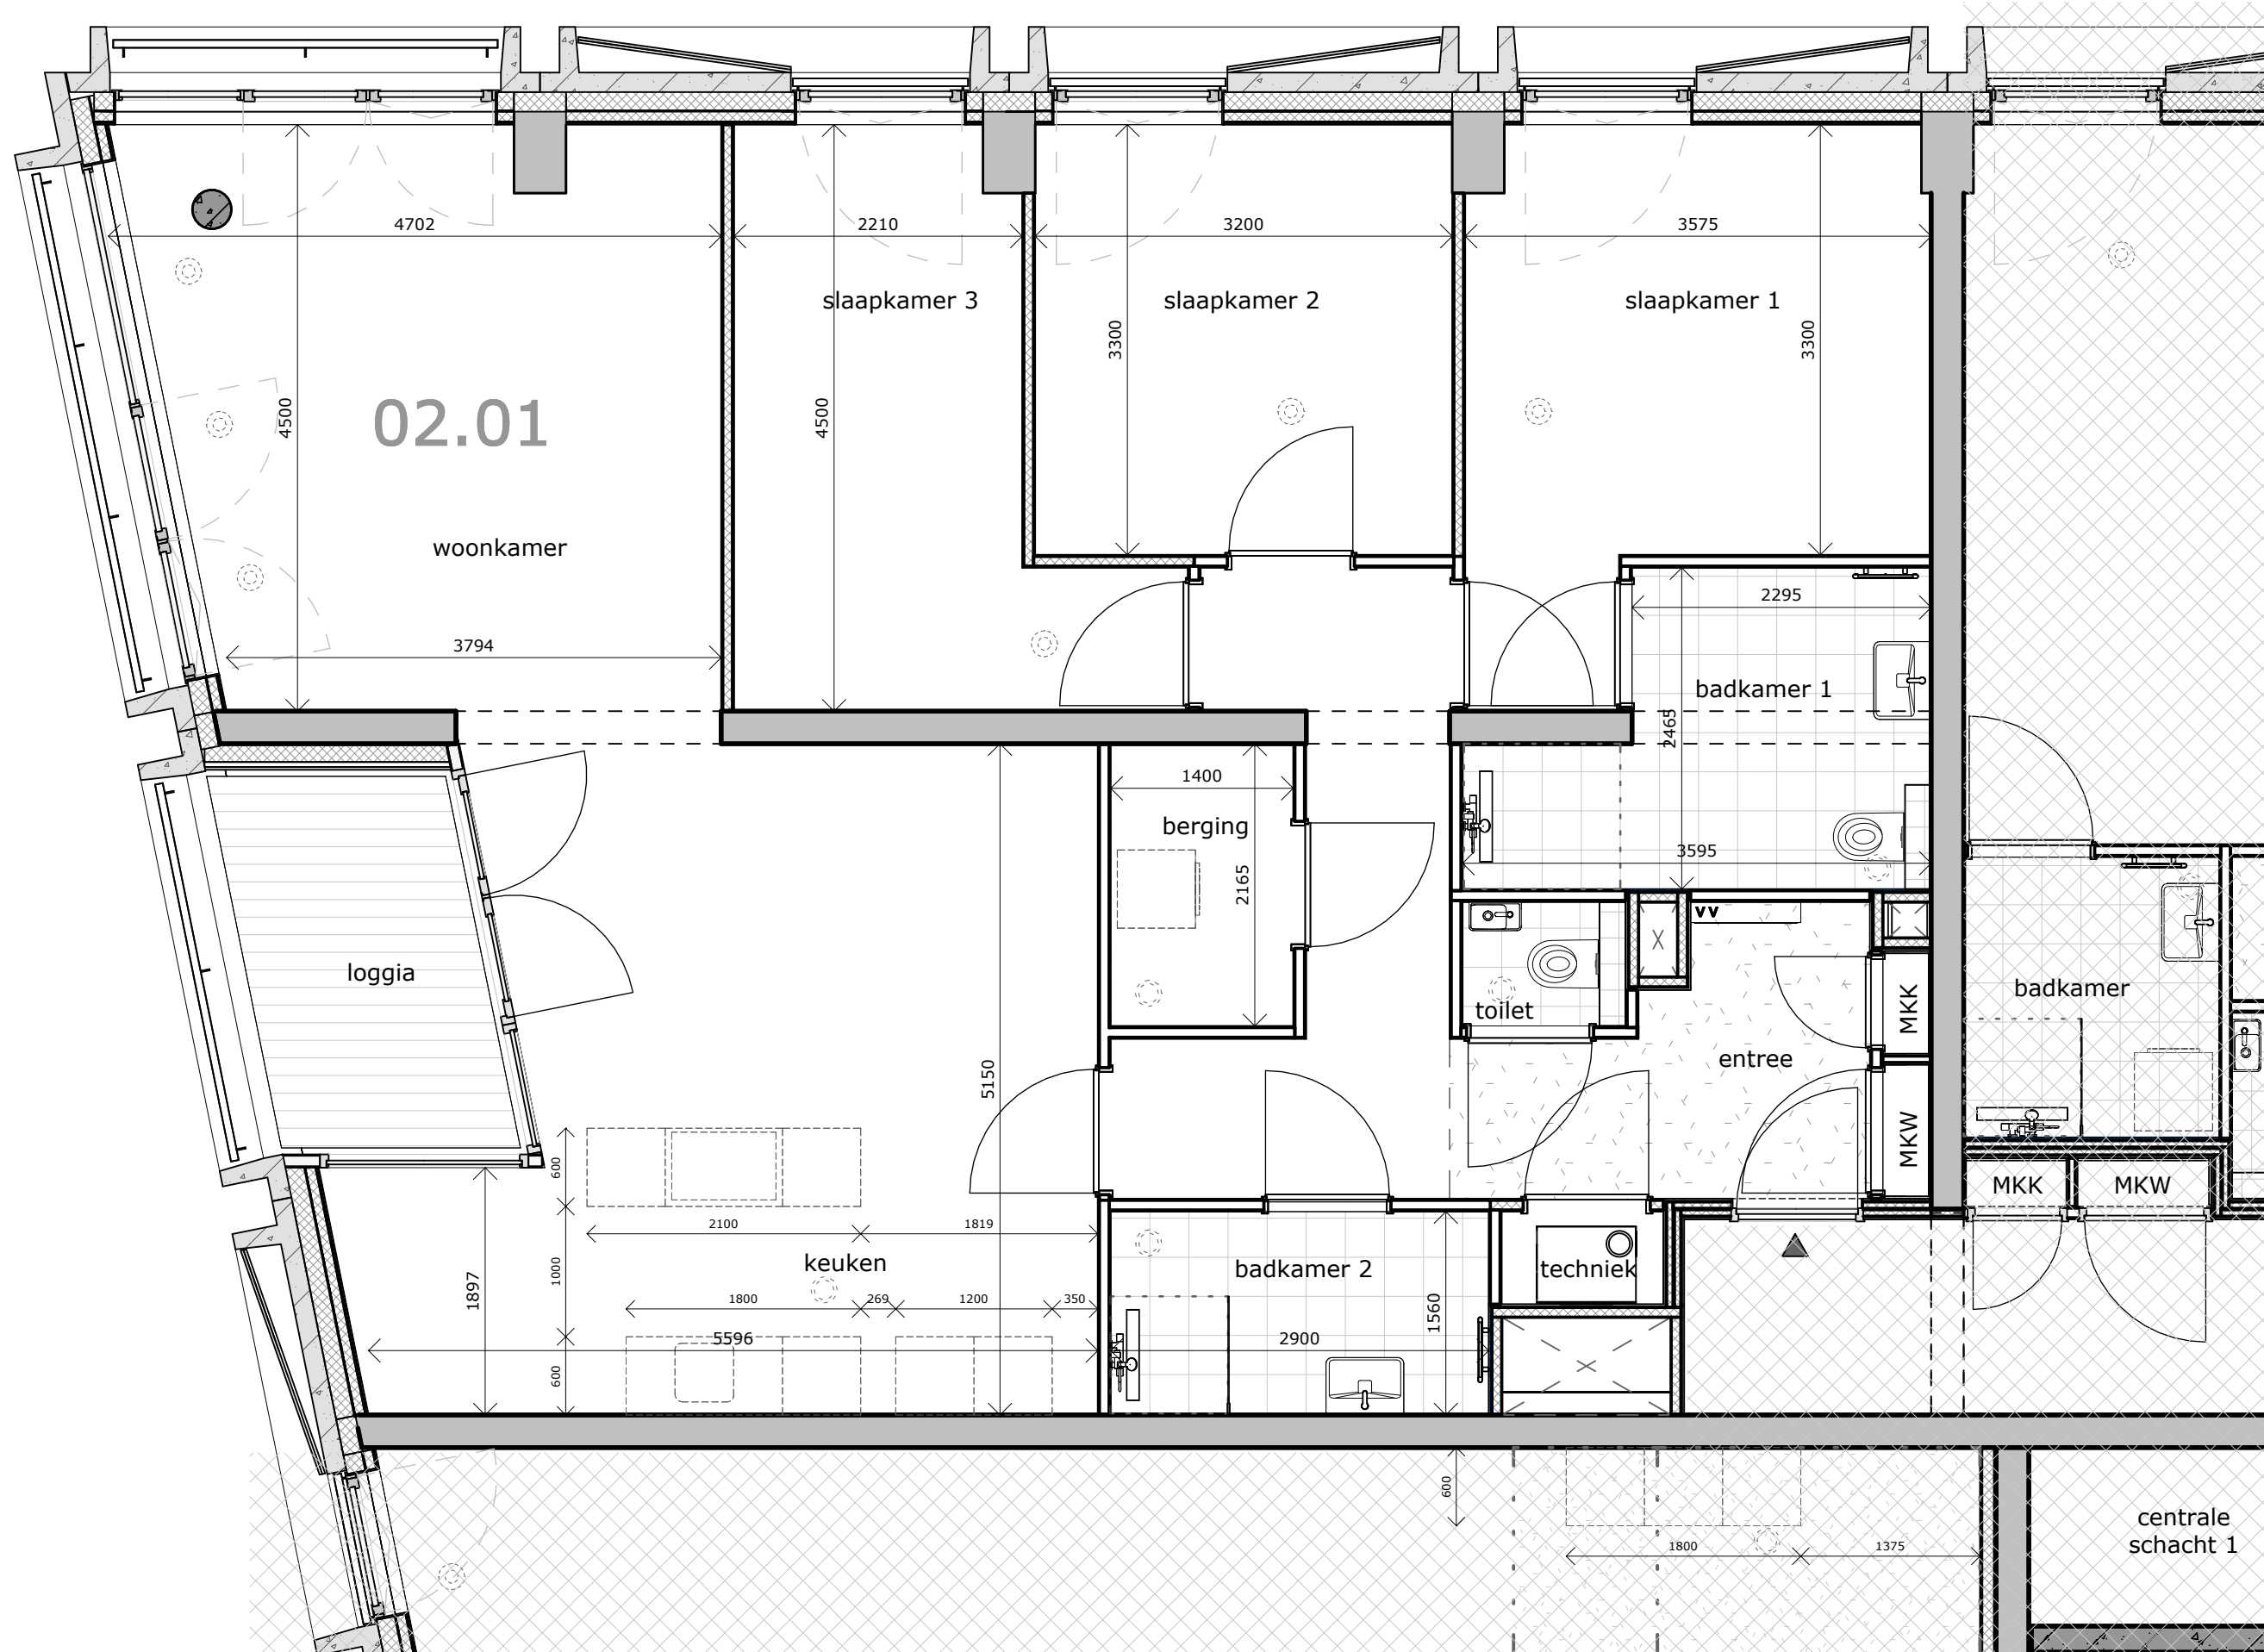 4702
2210
3200
3575
slaapkamer 3
slaapkamer 2
slaapkamer 1
3300
3300
4500
4500
02.01
woonkamer
3794
2295
badkamer 1
2465
1400
berging
2165
3595
vv
loggia
toilet
MKK
badkamer
entree
5150
MKW
600
MKK
MKW
2100
1819
keuken
badkamer 2
techniek
1000
1897
1800
269
1200
350
1560
5596
2900
600
600
centrale
schacht 1
1800
1375